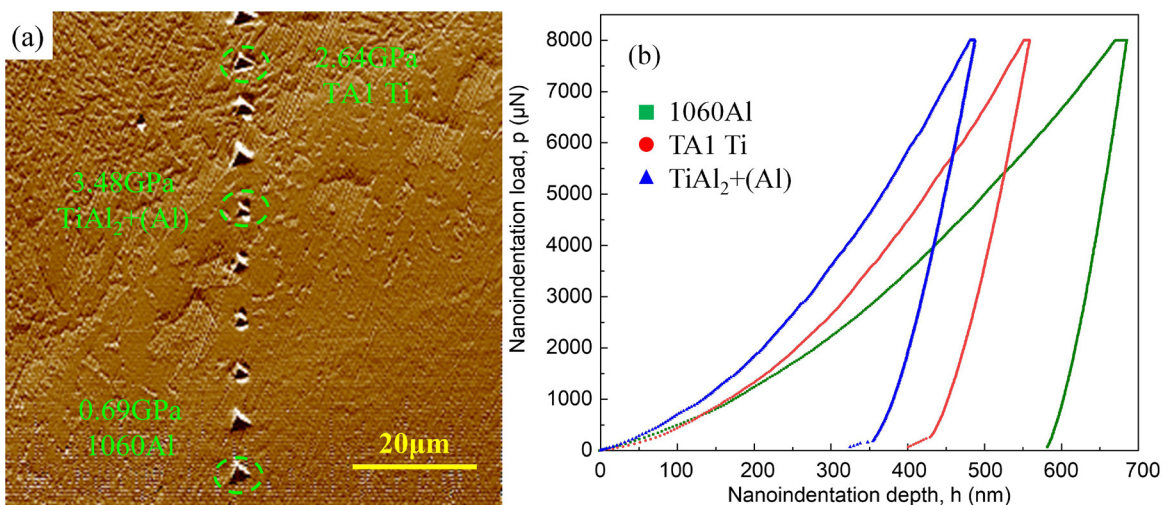 (a)
2.64GPa
TA1 Ti
3.48GPa
TiAl₂+(Al)
0.69GPa
1060Al
20μm
(b)
1060Al
TA1 Ti
TiAl₂+(Al)
Nanoindentation load, p (μN)
8000
7000
6000
5000
4000
3000
2000
1000
0
0 100 200 300 400 500 600 700
Nanoindentation depth, h (nm)